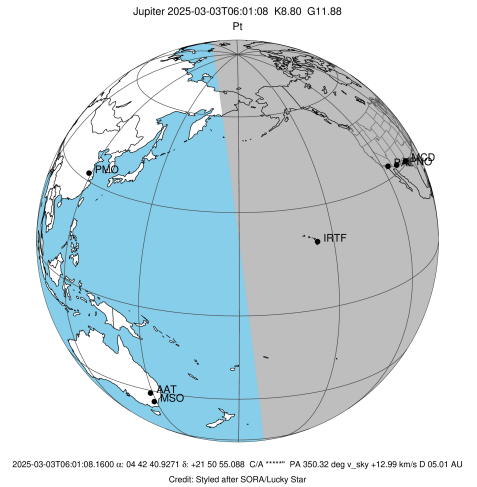 Jupiter 2025-03-03T06:01:08 K8.80 G11.88
Pt
PMO
MCD
IRTF
AAT
MSO
2025-03-03T06:01:08.1600 α: 04 42 40.9271 δ: +21 50 55.088 C/A *****" PA 350.32 deg v_sky +12.99 km/s D 05.01 AU
Credit: Styled after SORA/Lucky Star